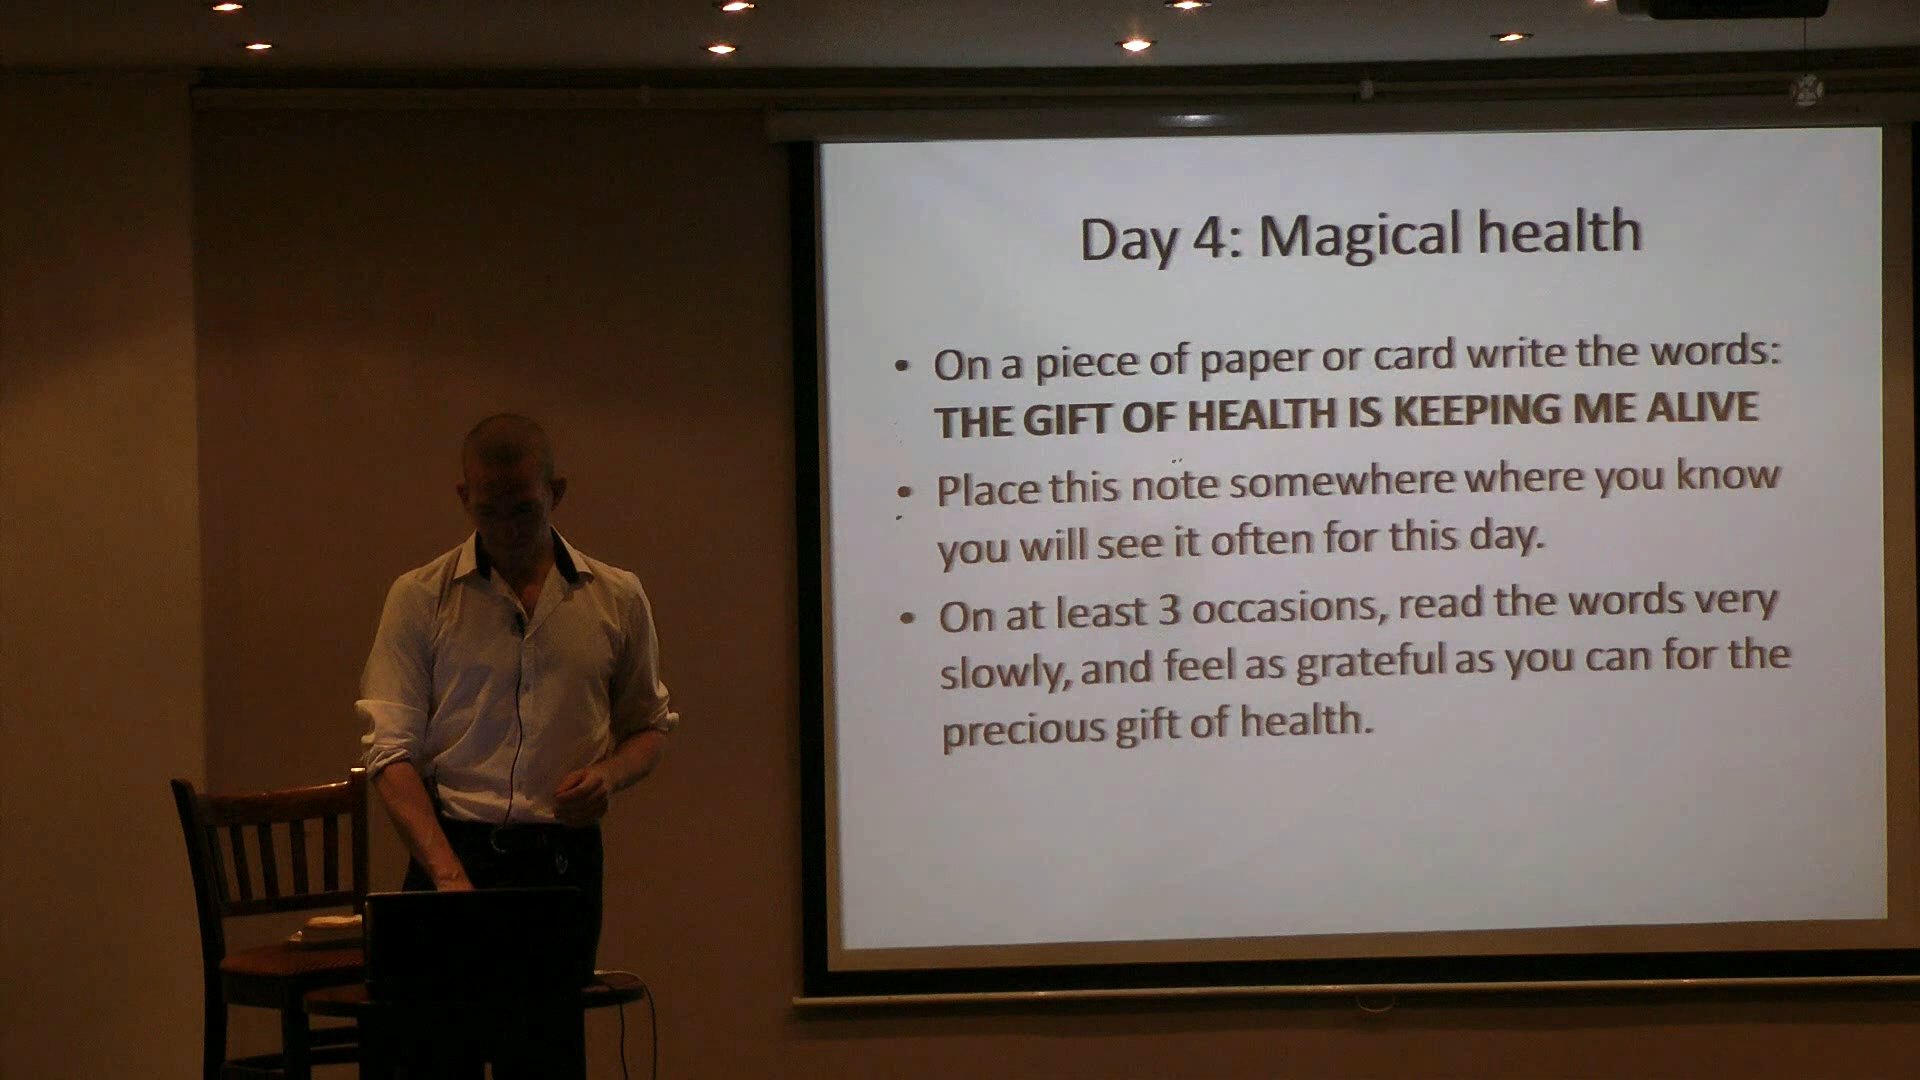 Day 4: Magical health
• On a piece of paper or card write the words:
THE GIFT OF HEALTH IS KEEPING ME ALIVE
• Place this note somewhere where you know
you will see it often for this day.
• On at least 3 occasions, read the words very
slowly, and feel as grateful as you can for the
precious gift of health.